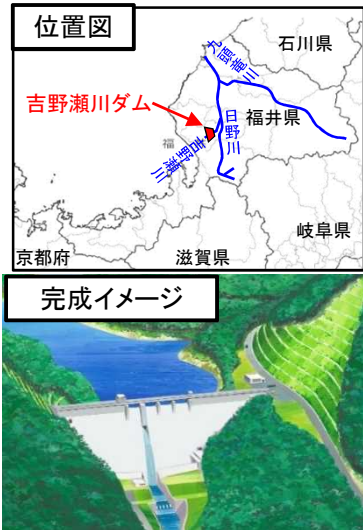 位置図
石川県
九頭竜川
吉野瀬川ダム
日野川
福井県
福
吉野瀬川
岐阜県
京都府
滋賀県
完成イメージ